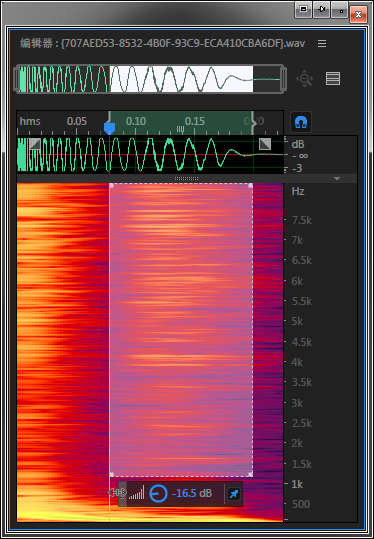 编辑器 : {707AED53-8532-4B0F-93C9-ECA410CBA6DF}.wav
hms 0.05 0.10 0.15 0.20
dB
- ∞
-3
Hz
7.5k
7k
6.5k
6k
5.5k
5k
4.5k
4k
3.5k
3k
2.5k
2k
1.5k
1k
500
-16.5 dB